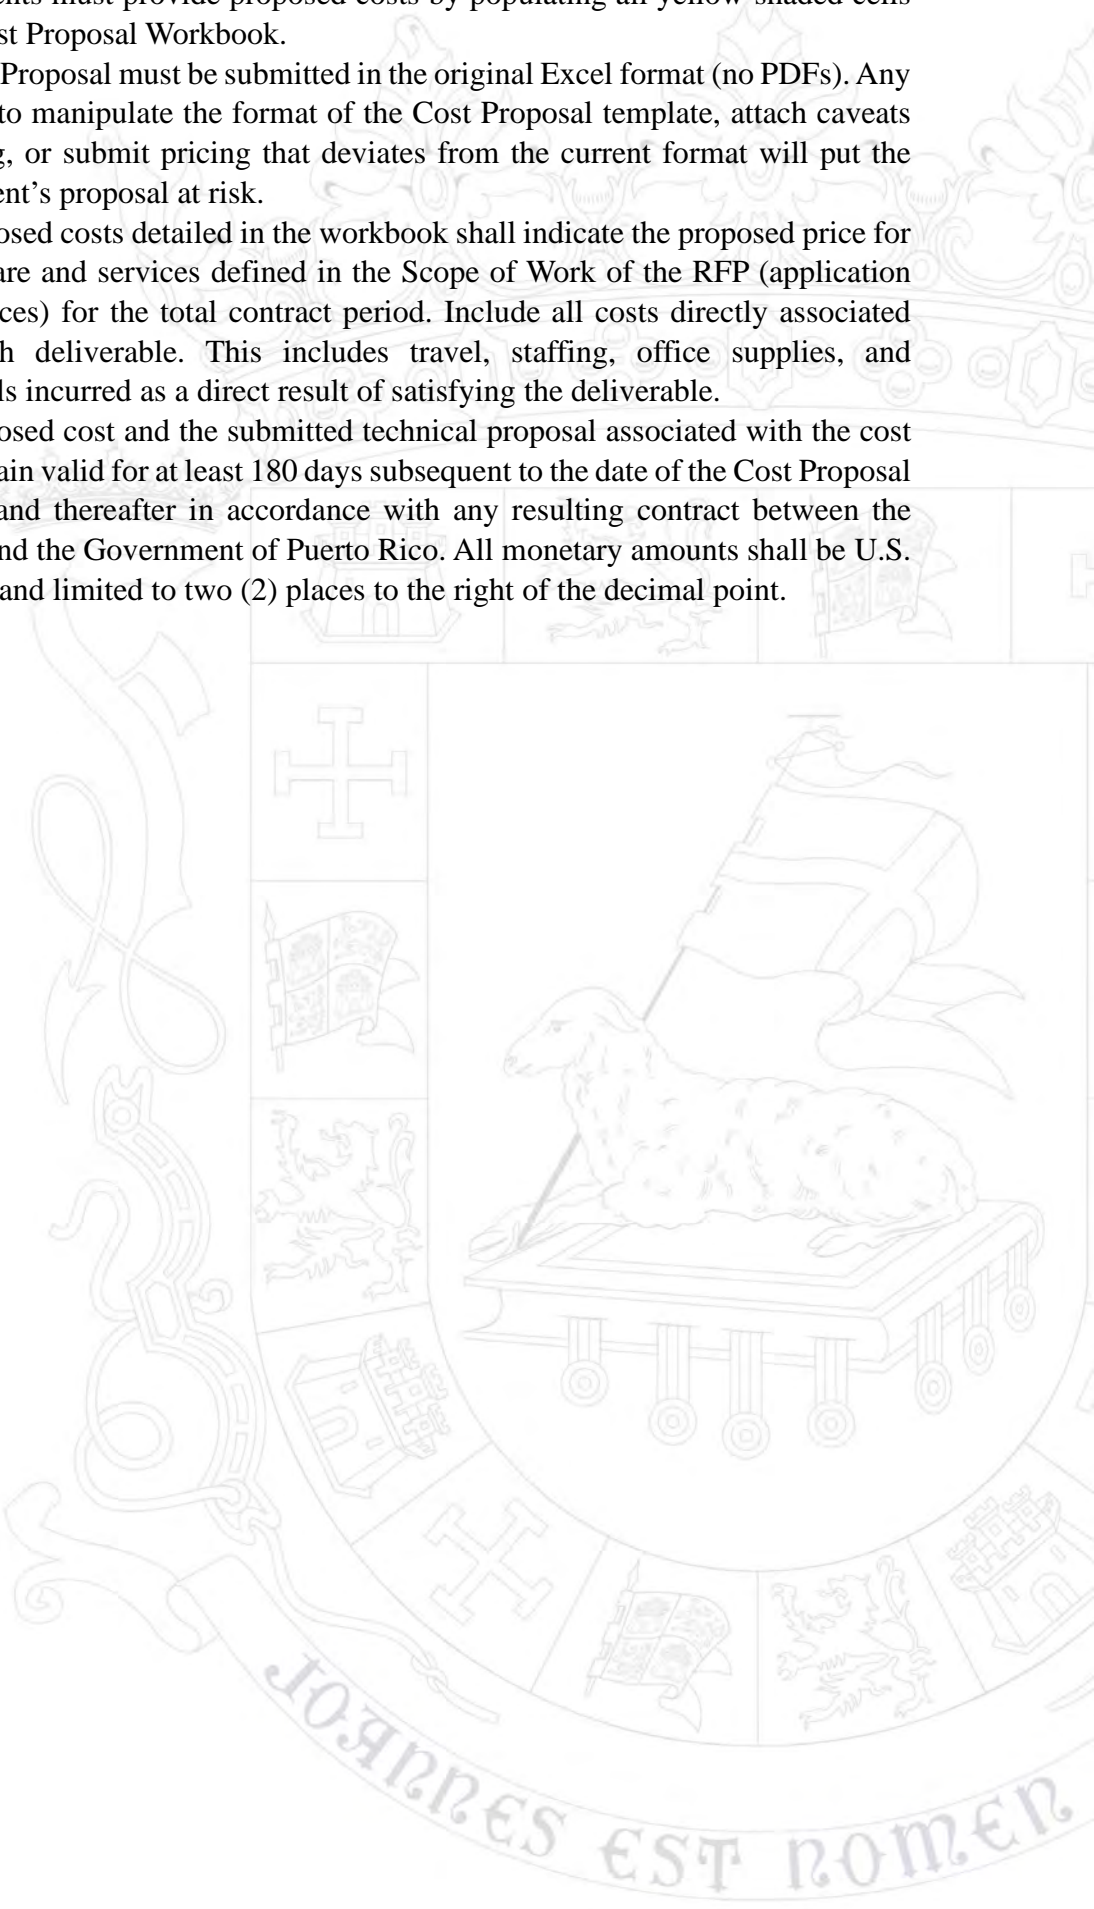 must provide proposed costs by populating all yellow shaded cells
st Proposal Workbook.
Proposal must be submitted in the original Excel format (no PDFs). Any
to manipulate the format of the Cost Proposal template, attach caveats
g, or submit pricing that deviates from the current format will put the
ent’s proposal at risk.
osed costs detailed in the workbook shall indicate the proposed price for
are and services defined in the Scope of Work of the RFP (application
ces) for the total contract period. Include all costs directly associated
h deliverable. This includes travel, staffing, office supplies, and
ls incurred as a direct result of satisfying the deliverable.
osed cost and the submitted technical proposal associated with the cost
ain valid for at least 180 days subsequent to the date of the Cost Proposal
and thereafter in accordance with any resulting contract between the
nd the Government of Puerto Rico. All monetary amounts shall be U.S.
and limited to two (2) places to the right of the decimal point.
JOANNES EST NOMEN